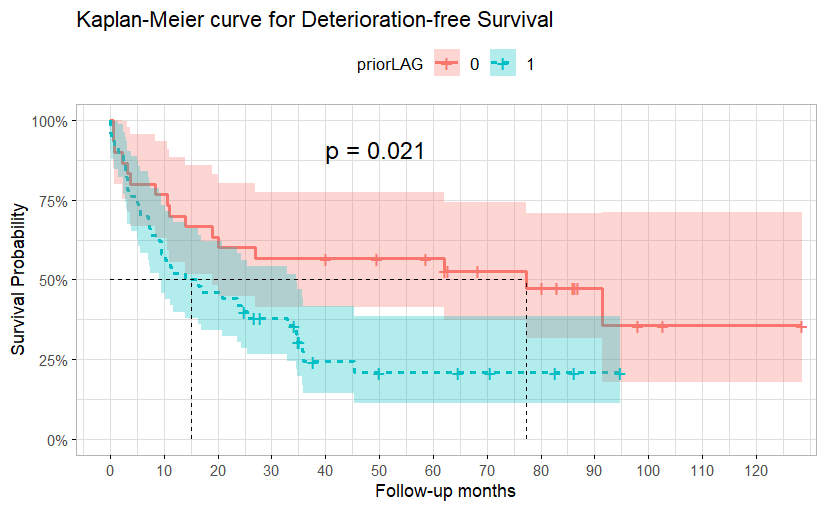 Kaplan-Meier curve for Deterioration-free Survival
priorLAG 0 1
p = 0.021
Survival Probability
100%
75%
50%
25%
0%
0 10 20 30 40 50 60 70 80 90 100 110 120
Follow-up months